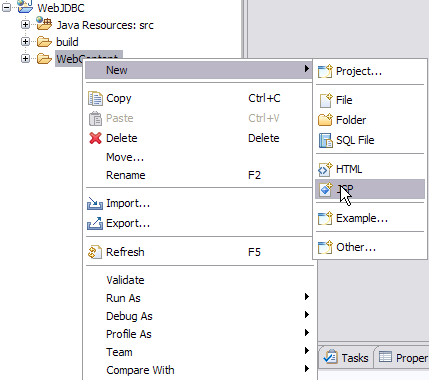 WebJDBC
Java Resources: src
build
WebContent
New
Copy Ctrl+C
Paste Ctrl+V
Delete Delete
Move...
Rename F2
Import...
Export...
Refresh F5
Validate
Run As
Debug As
Profile As
Team
Compare With
Project...
File
Folder
SQL File
HTML
JSP
Example...
Other...
Tasks
Proper